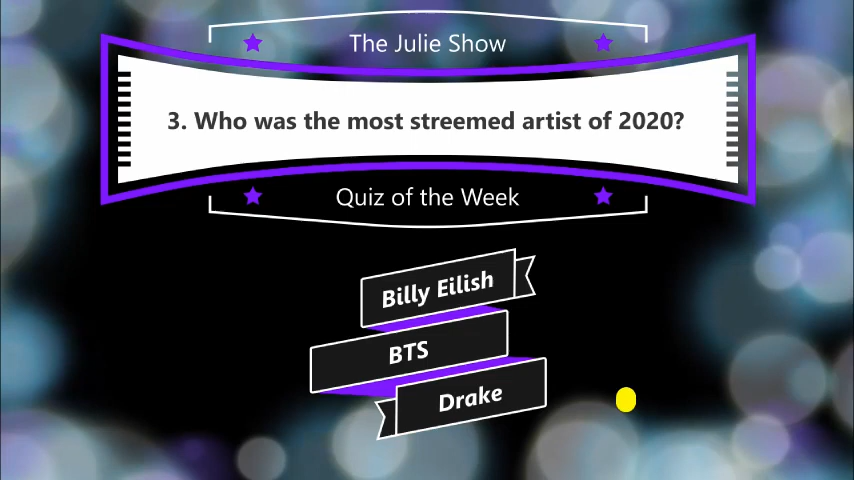 The Julie Show
3. Who was the most streemed artist of 2020?
Quiz of the Week
Billy Eilish
BTS
Drake